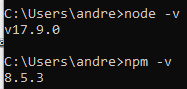 C:\Users\andre>node -v
v17.9.0
C:\Users\andre>npm -v
8.5.3